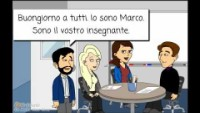 Buongiorno a tutti. Io sono Marco.
Sono il vostro insegnante.